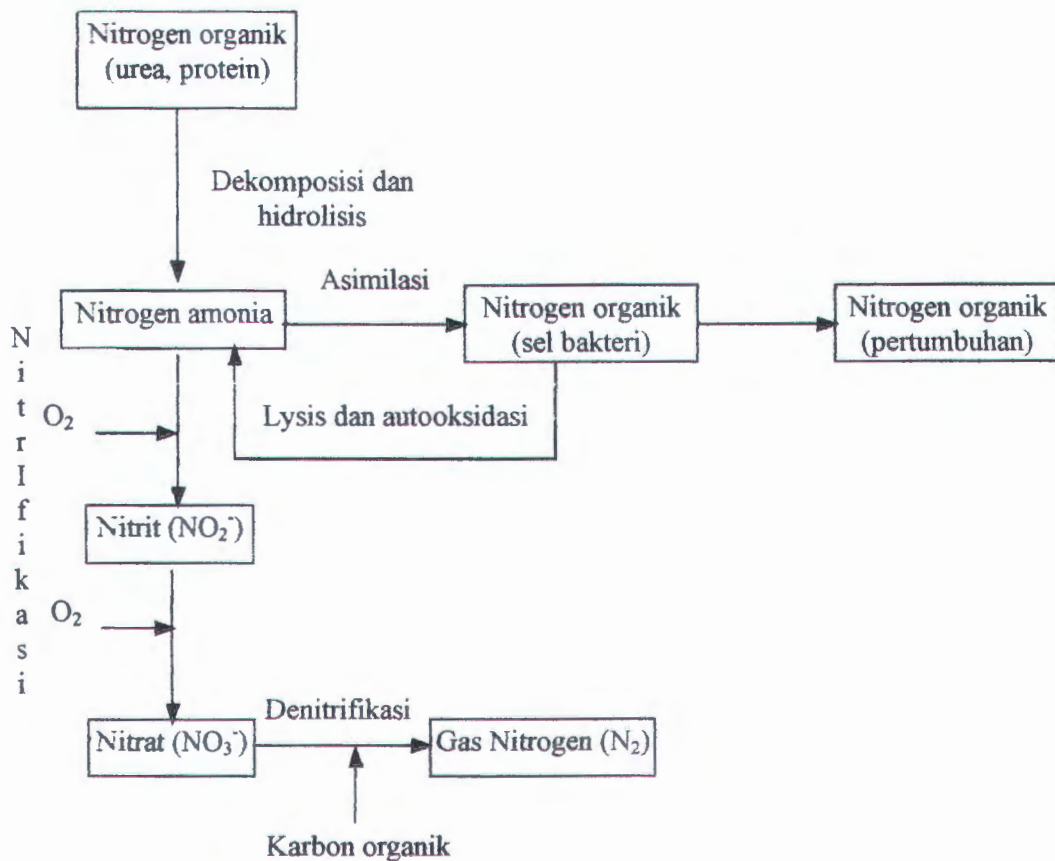 Nitrogen organik
(urea, protein)
Dekomposisi dan
hidrolisis
Asimilasi
Nitrogen amonia
Nitrogen organik
(sel bakteri)
Nitrogen organik
(pertumbuhan)
NitrIfikasi
O₂
Lysis dan autooksidasi
Nitrit (NO₂⁻)
O₂
Denitrifikasi
Nitrat (NO₃⁻)
Gas Nitrogen (N₂)
Karbon organik